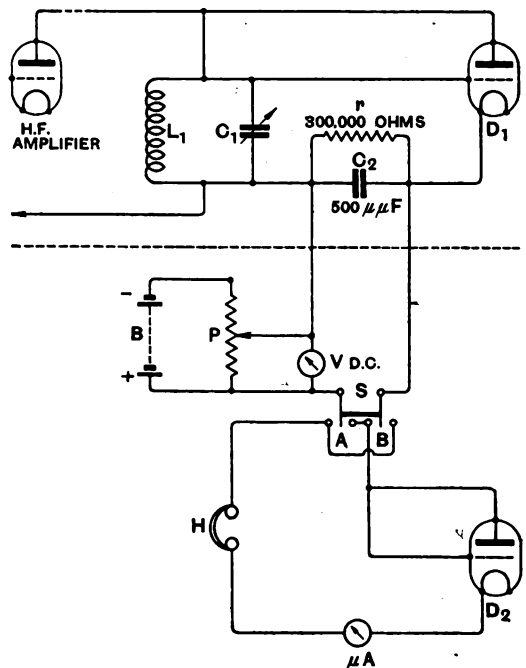 H.F.
AMPLIFIER
L1
C1
r
300,000 OHMS
C2
500 μμF
D1
-
B
+
P
V D.C.
S
A
B
H
μA
D2